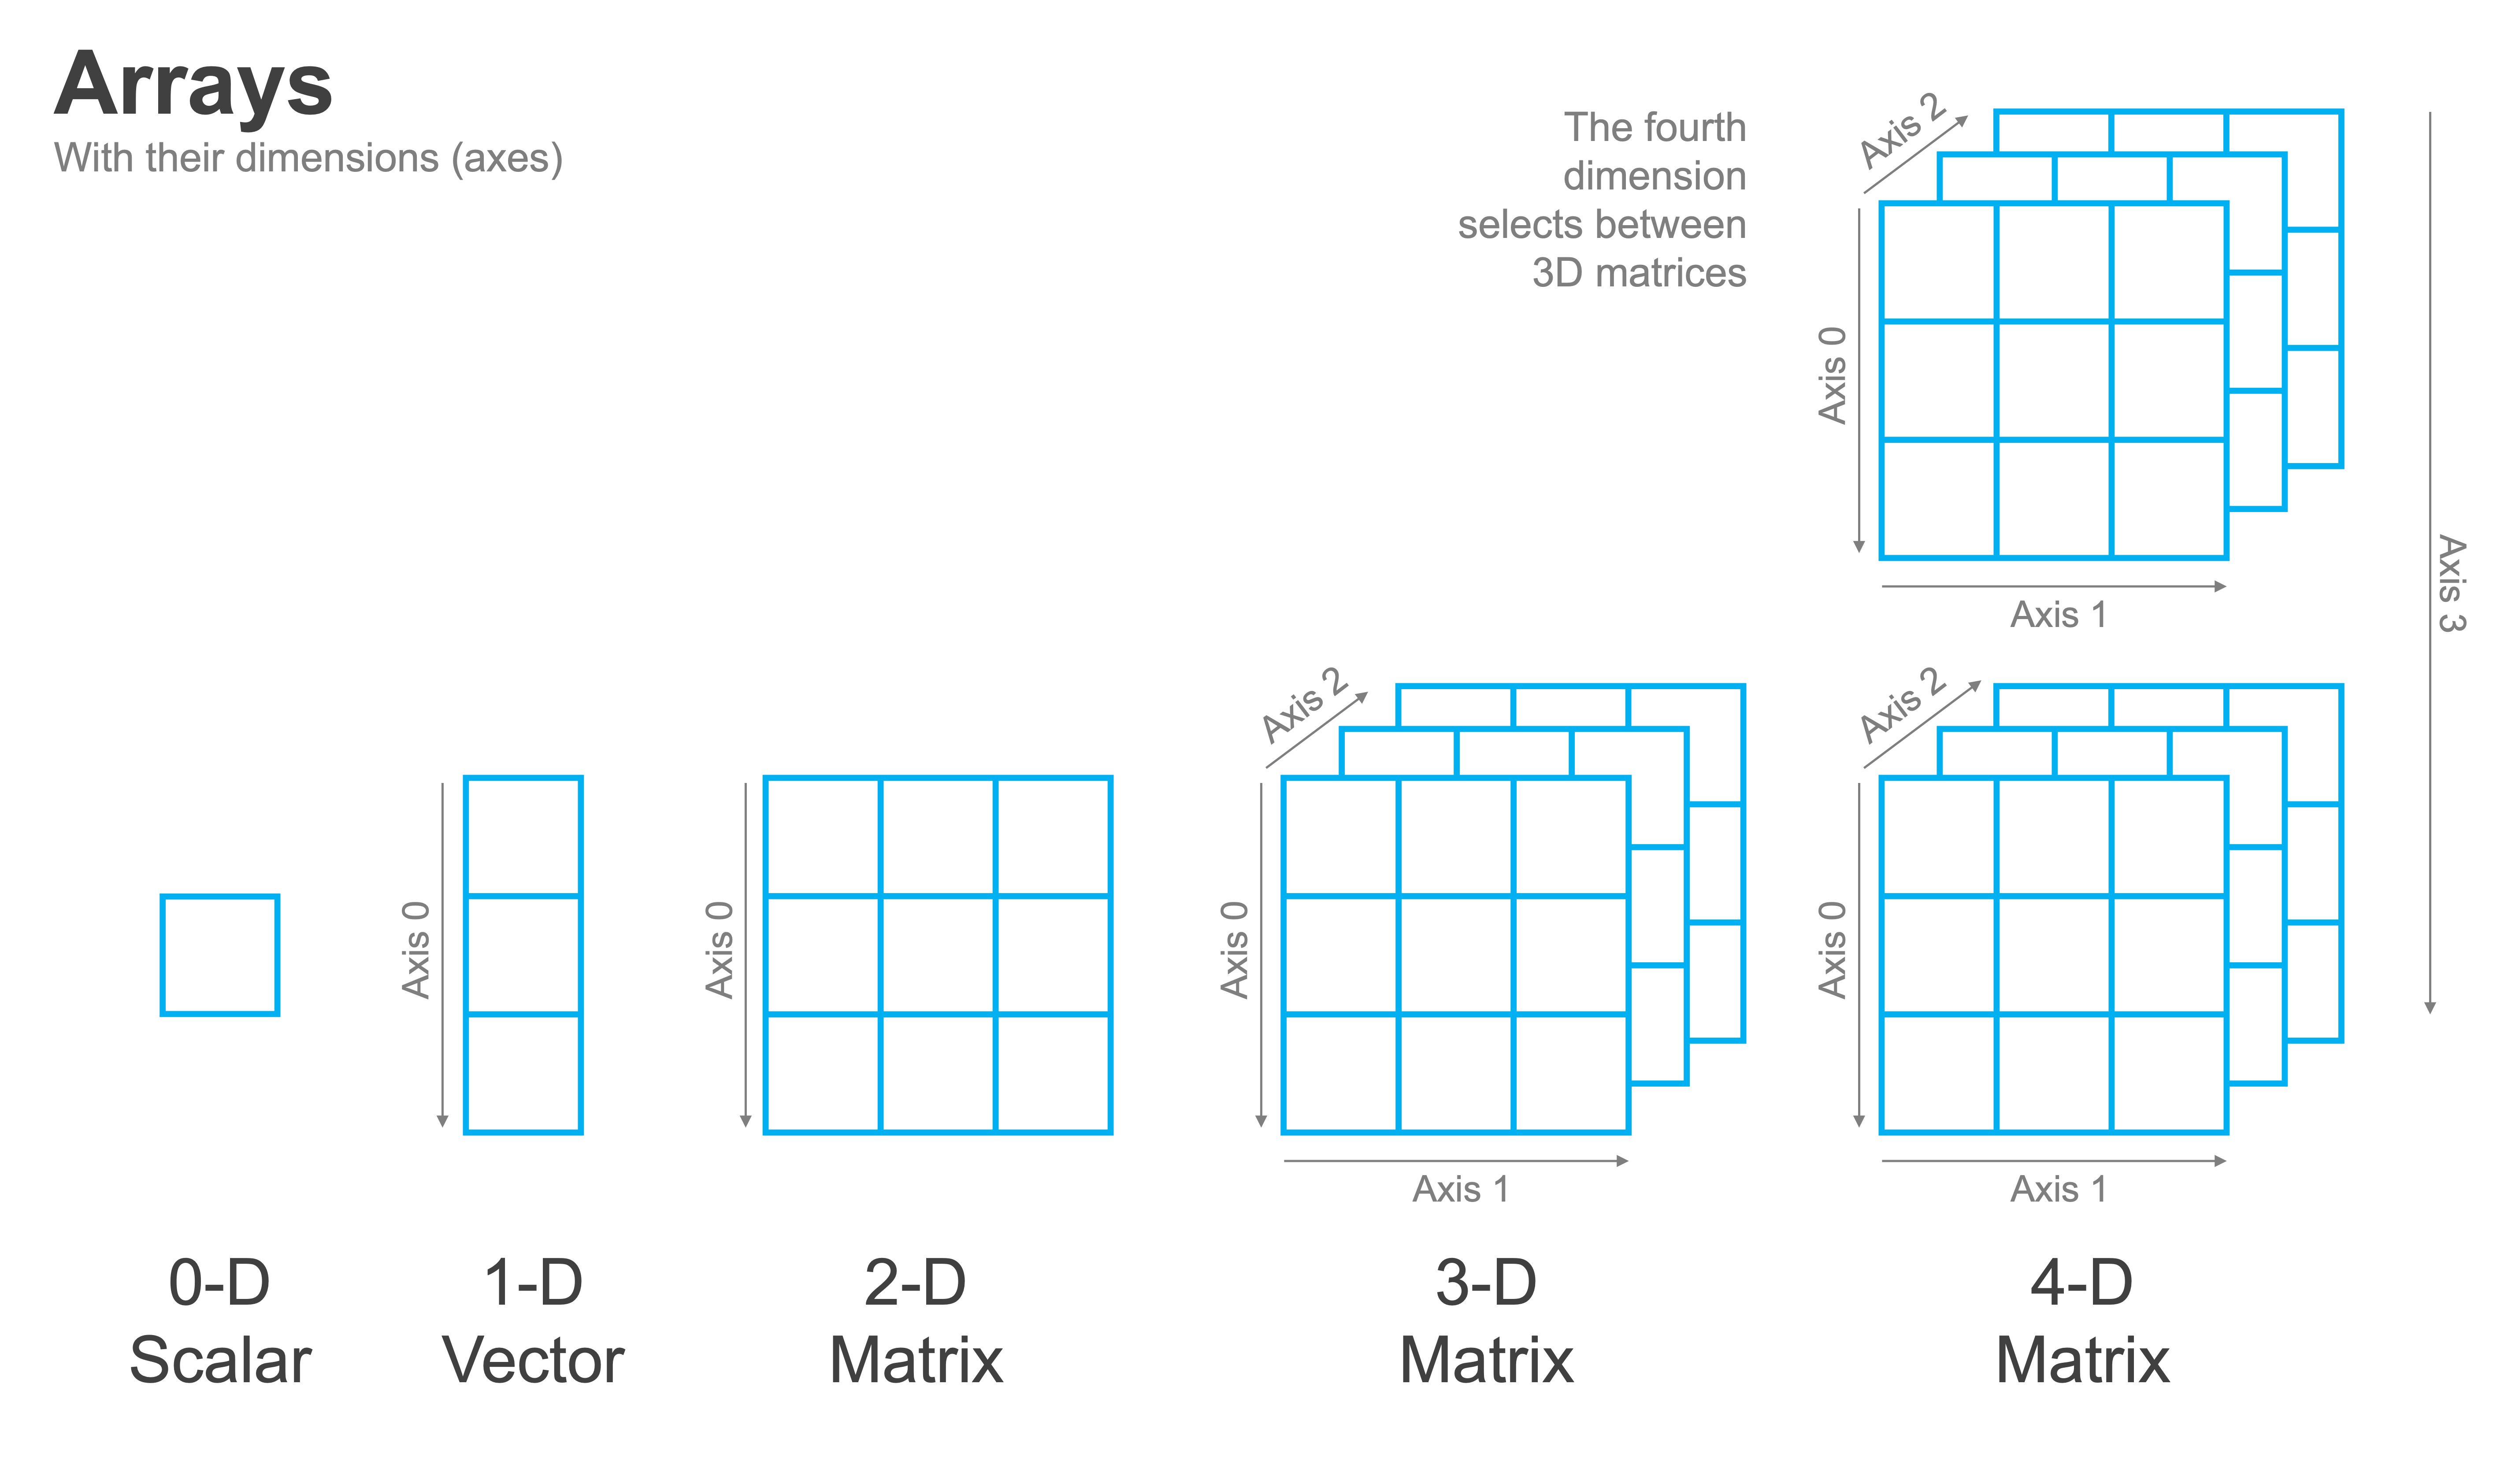 Arrays
With their dimensions (axes)
The fourth
dimension
selects between
3D matrices
Axis 2
Axis 0
Axis 1
Axis 3
Axis 0
Axis 0
Axis 2
Axis 0
Axis 1
Axis 2
Axis 0
Axis 1
0-D
Scalar
1-D
Vector
2-D
Matrix
3-D
Matrix
4-D
Matrix